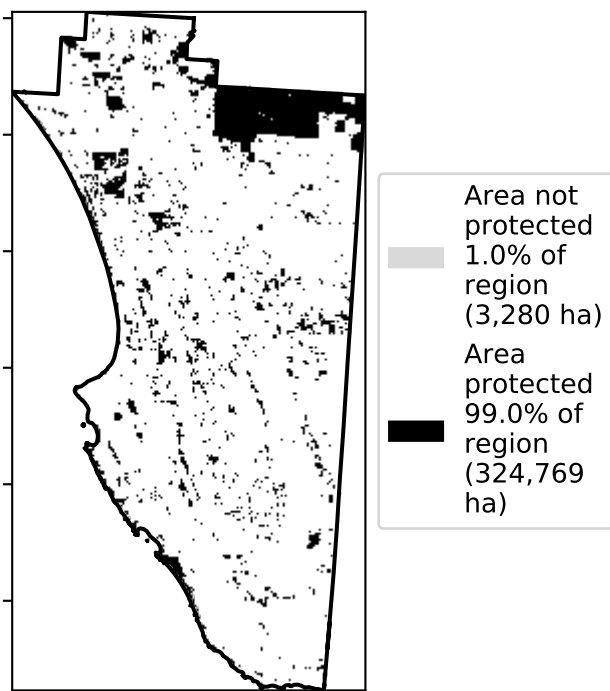 Area not
protected
1.0% of
region
(3,280 ha)
Area
protected
99.0% of
region
(324,769
ha)